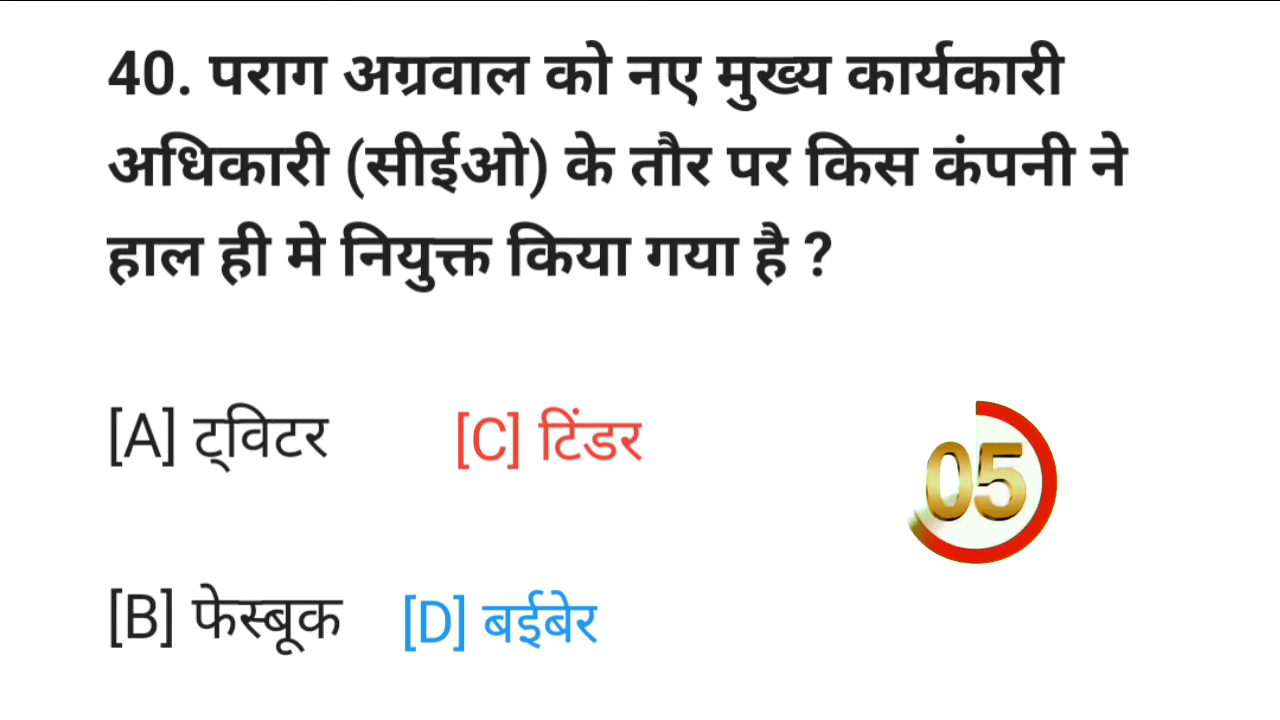 40. पराग अग्रवाल को नए मुख्य कार्यकारी
अधिकारी (सीईओ) के तौर पर किस कंपनी ने
हाल ही मे नियुक्त किया गया है ?
[A] ट्विटर [C] टिंडर
05
[B] फेस्बूक [D] बईबेर